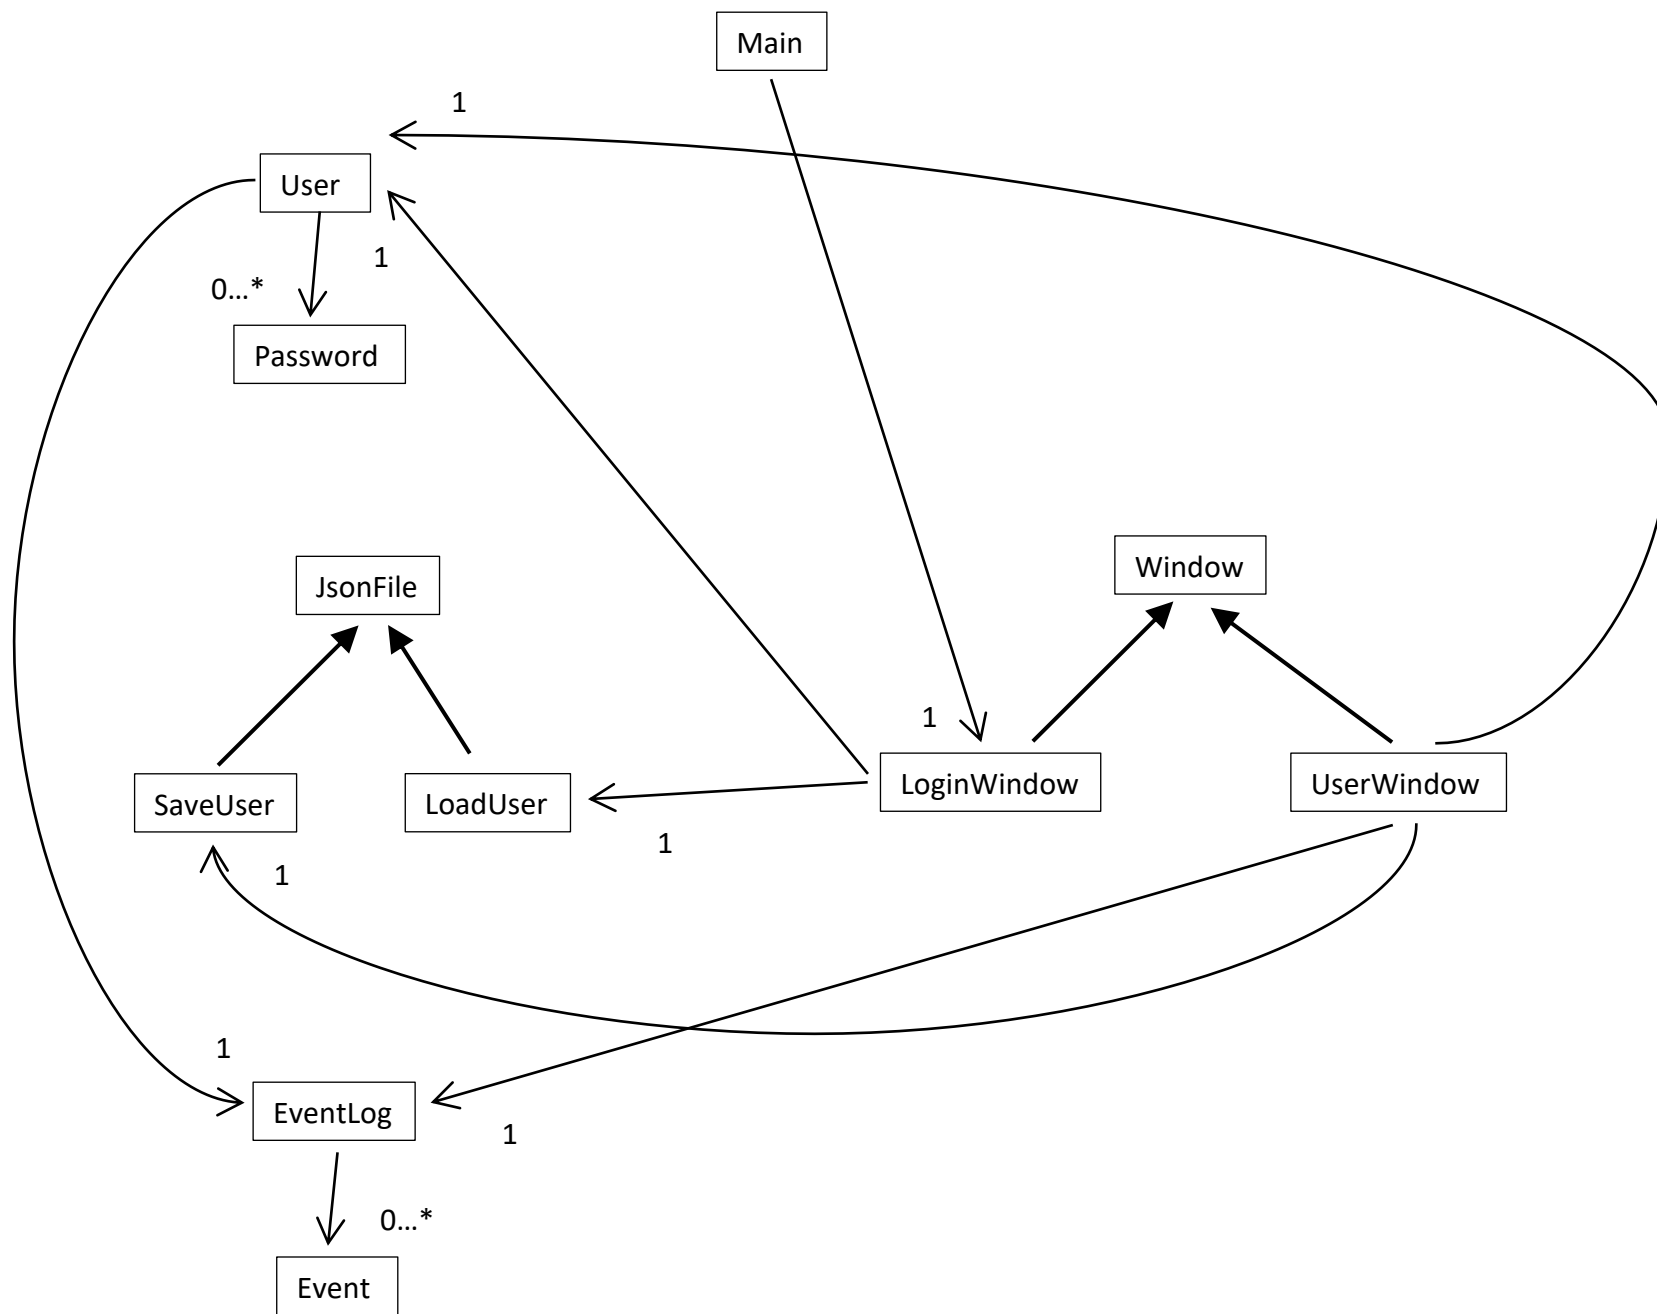 Main
1
User
1
0...*
Password
Window
JsonFile
1
LoginWindow
UserWindow
SaveUser
LoadUser
1
1
1
EventLog
1
0...*
Event